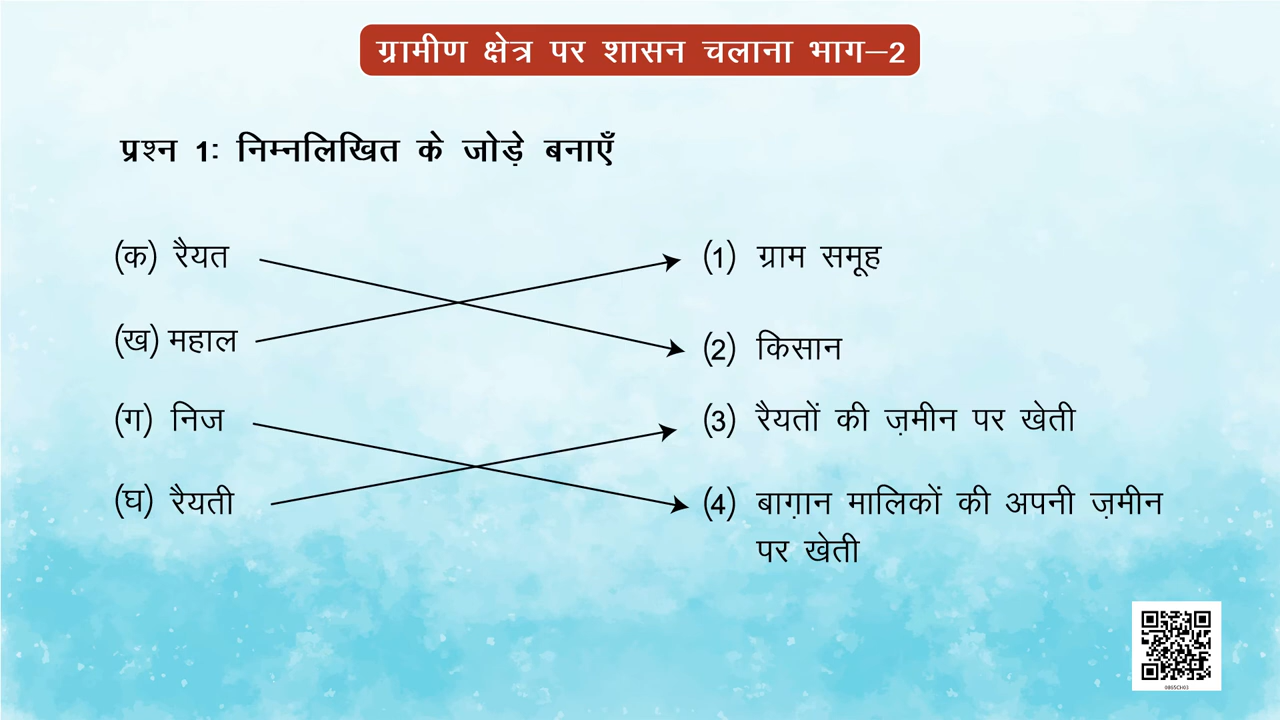 ग्रामीण क्षेत्र पर शासन चलाना भाग–2
प्रश्न 1: निम्नलिखित के जोड़े बनाएँ
(क) रैयत
(1) ग्राम समूह
(ख) महाल
(2) किसान
(ग) निज
(3) रैयतों की ज़मीन पर खेती
(घ) रैयती
(4) बाग़ान मालिकों की अपनी ज़मीन
पर खेती
0865CH03